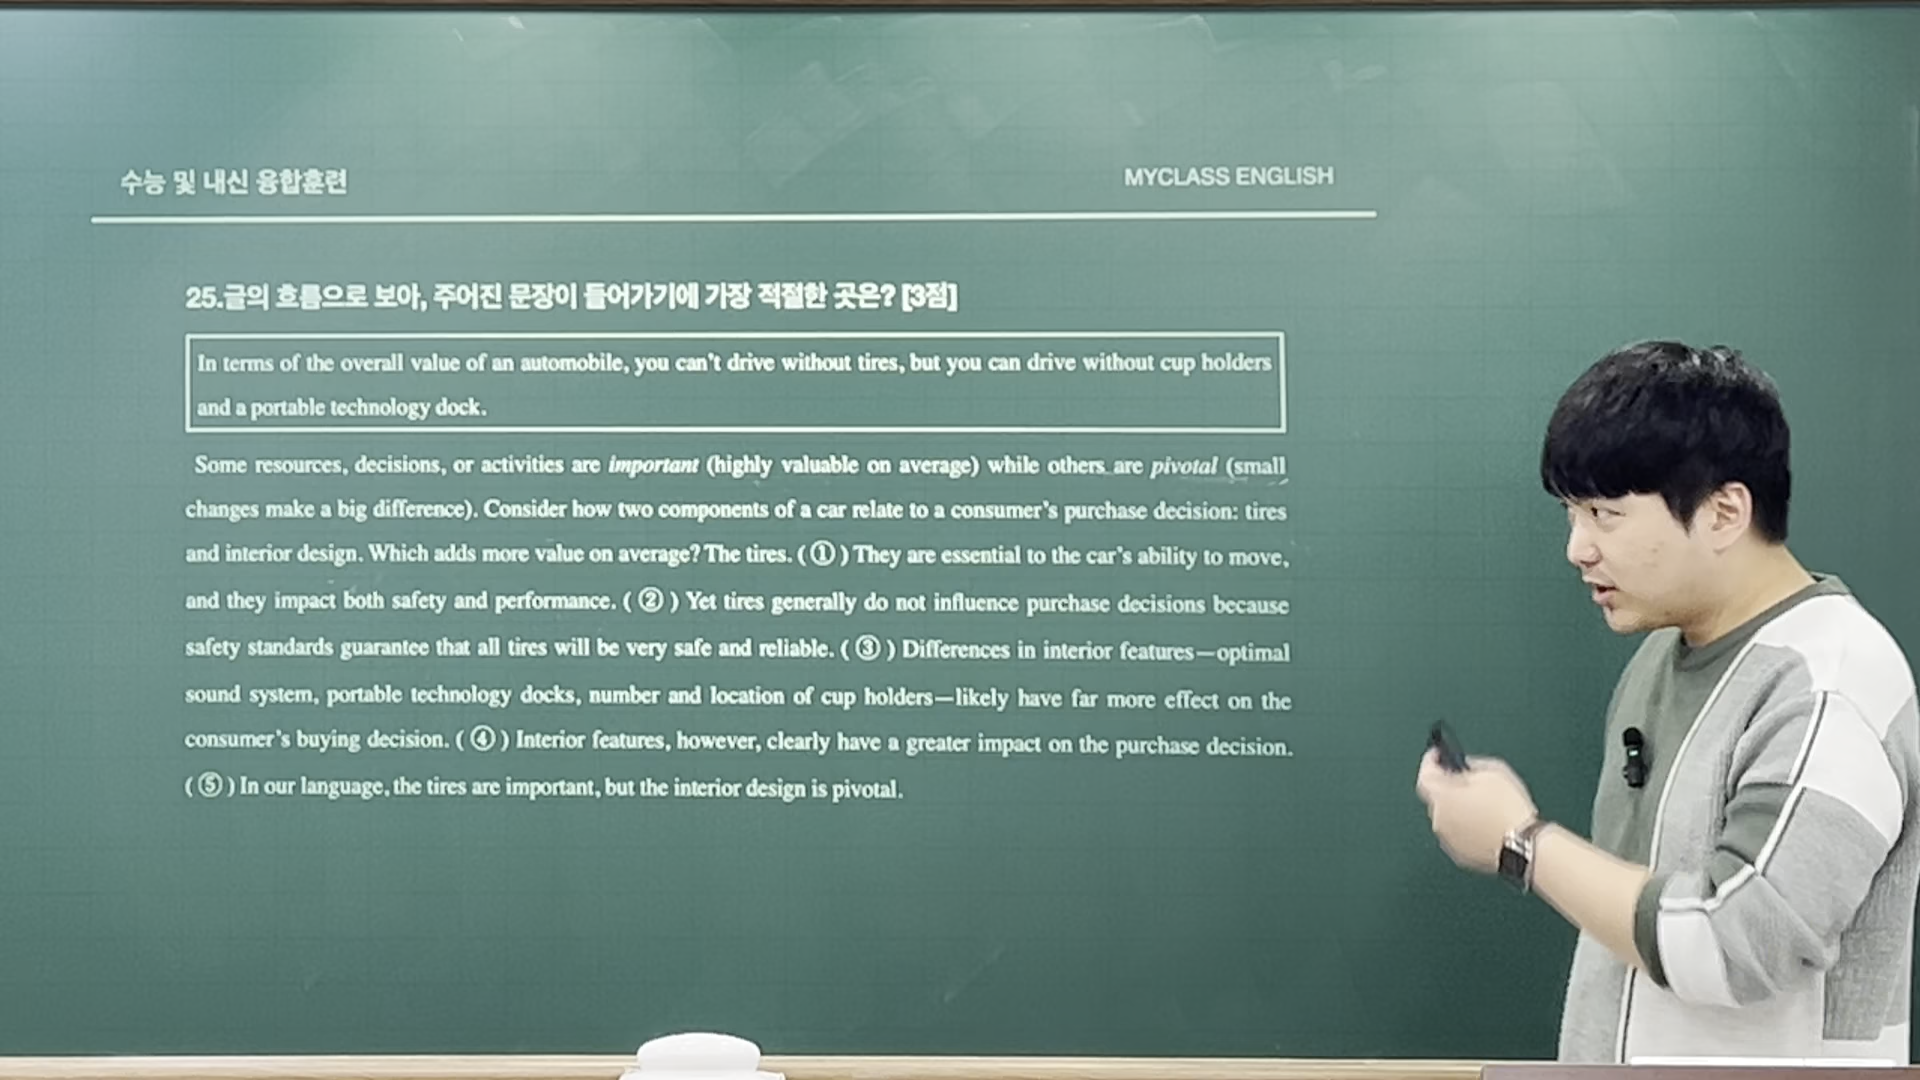 수능 및 내신 융합훈련
MYCLASS ENGLISH
25.글의 흐름으로 보아, 주어진 문장이 들어가기에 가장 적절한 곳은? [3점]
In terms of the overall value of an automobile, you can't drive without tires, but you can drive without cup holders
and a portable technology dock.
Some resources, decisions, or activities are important (highly valuable on average) while others are pivotal (small
changes make a big difference). Consider how two components of a car relate to a consumer's purchase decision: tires
and interior design. Which adds more value on average? The tires. ( ① ) They are essential to the car's ability to move,
and they impact both safety and performance. ( ② ) Yet tires generally do not influence purchase decisions because
safety standards guarantee that all tires will be very safe and reliable. ( ③ ) Differences in interior features—optimal
sound system, portable technology docks, number and location of cup holders—likely have far more effect on the
consumer's buying decision. ( ④ ) Interior features, however, clearly have a greater impact on the purchase decision.
( ⑤ ) In our language, the tires are important, but the interior design is pivotal.